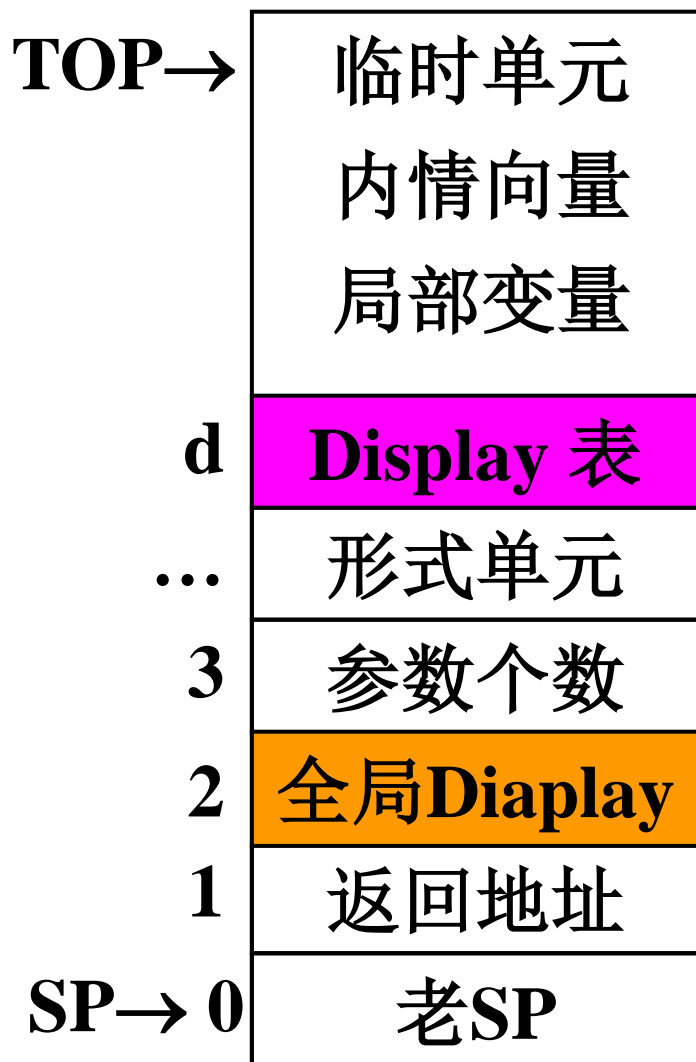 TOP→ 临时单元
内情向量
局部变量
d Display 表
… 形式单元
3 参数个数
2 全局Diaplay
1 返回地址
SP→ 0 老SP